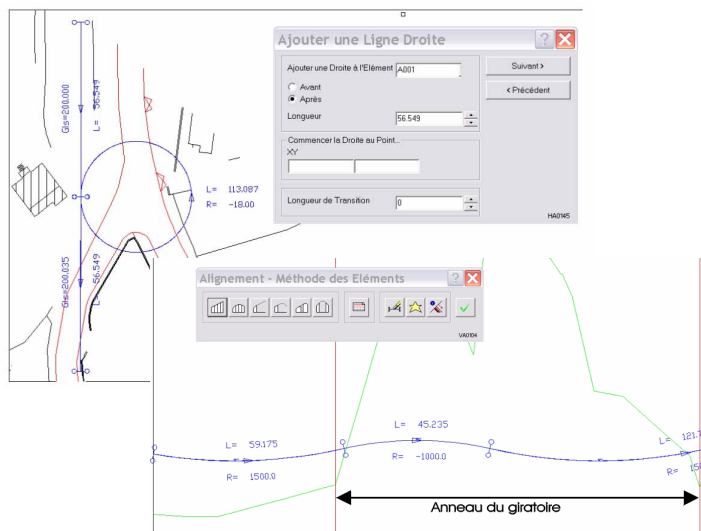 Gis=200.000
L= 56.549
L= 113.087
R= -18.00
Gis=200.035
L= 56.549
Ajouter une Ligne Droite
Ajouter une Droite à l'Elément
A001
Avant
Après
Longueur
56.549
Commencer la Droite au Point...
XY
Longueur de Transition
0
Suivant >
< Précédent
HA0145
Alignement - Méthode des Eléments
VA0104
L= 59.175
R= 1500.0
L= 45.235
R= -1000.0
L= 121.
R= 15
Anneau du giratoire